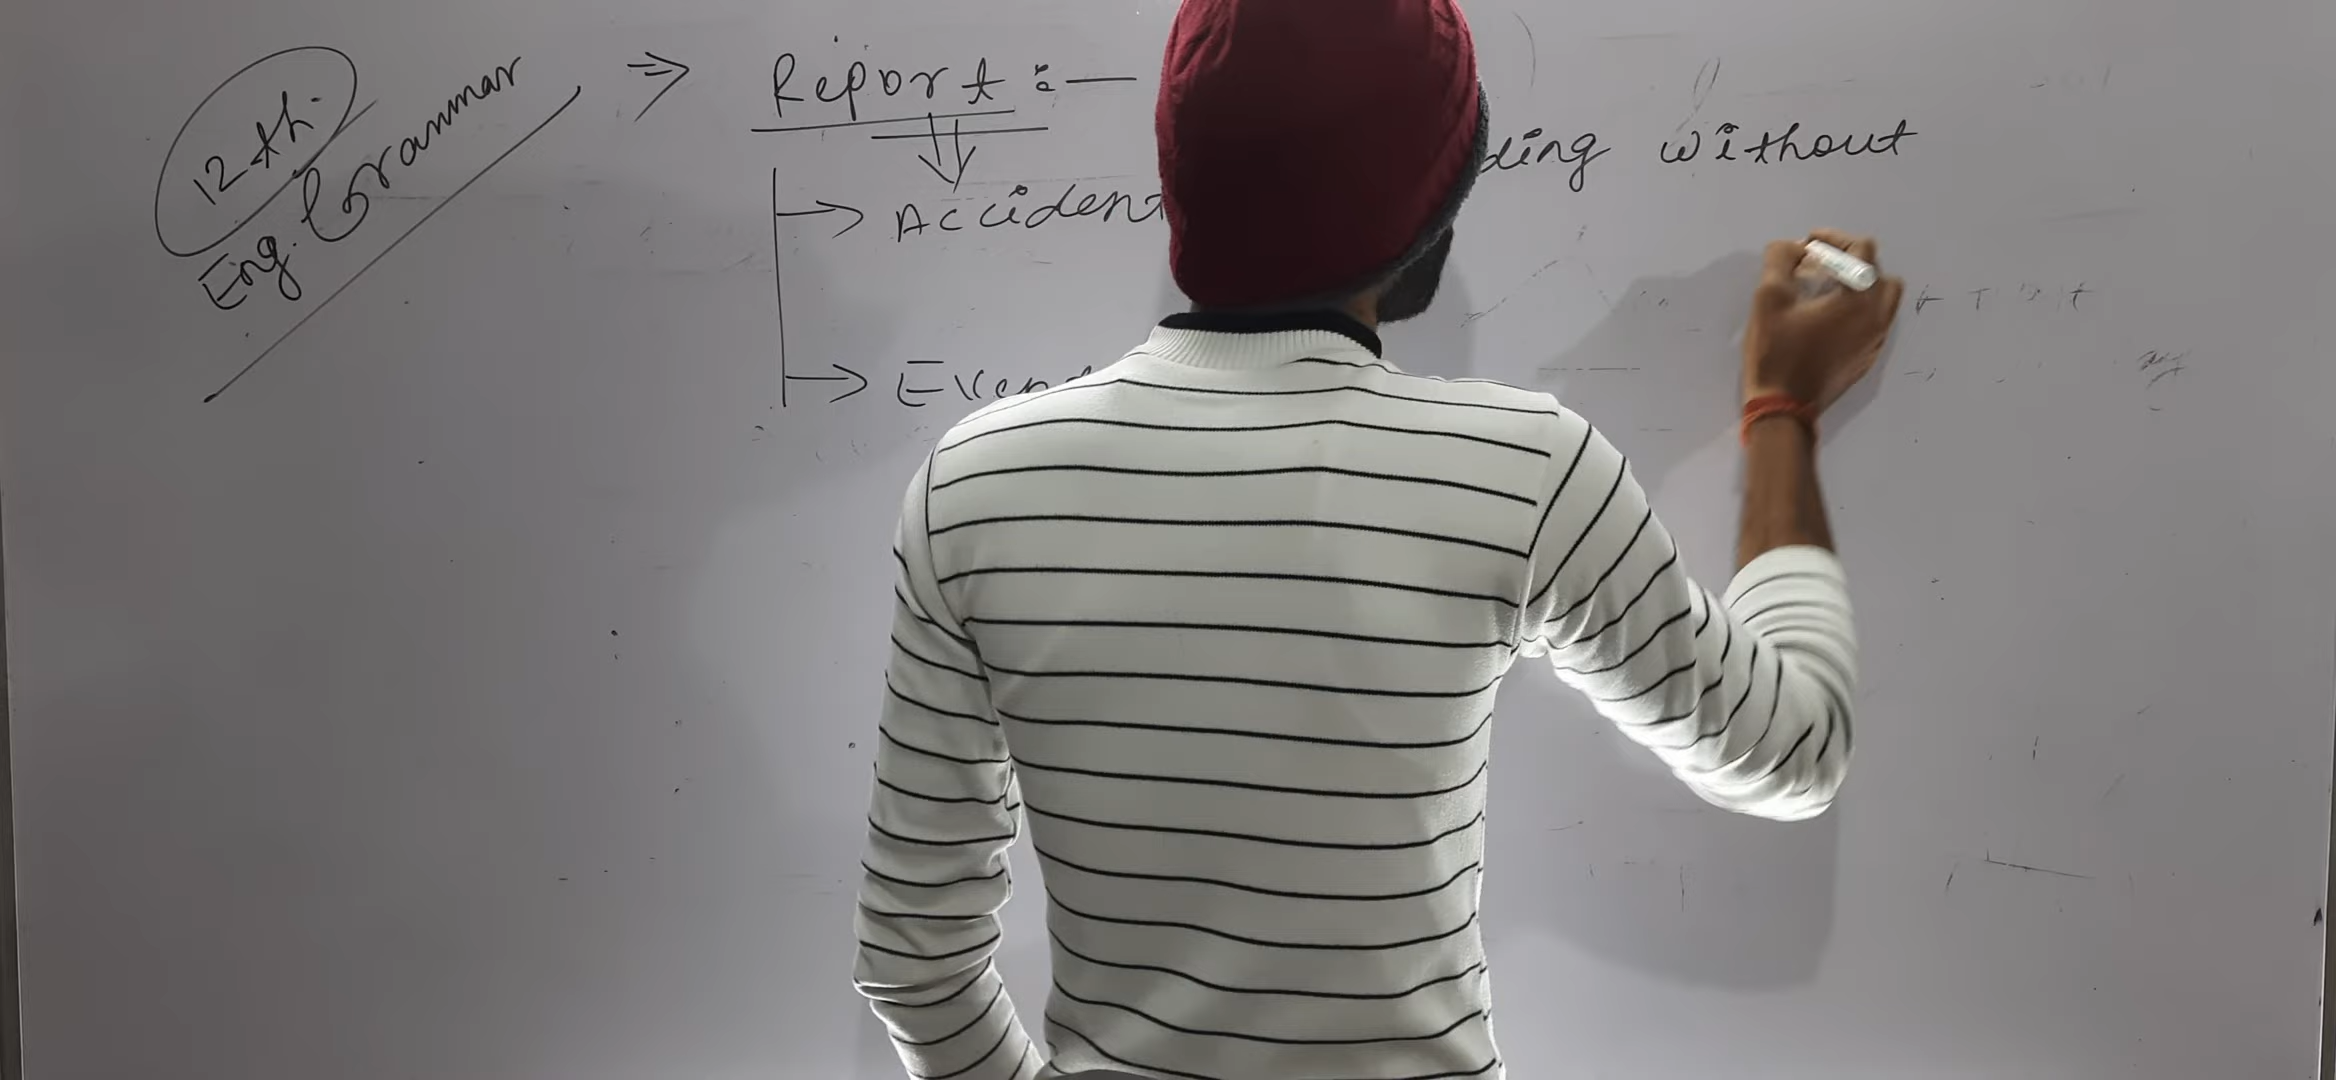 12th.
Eng. Grammar
⇒ Report :—
ding without
→ Accident
→ Even